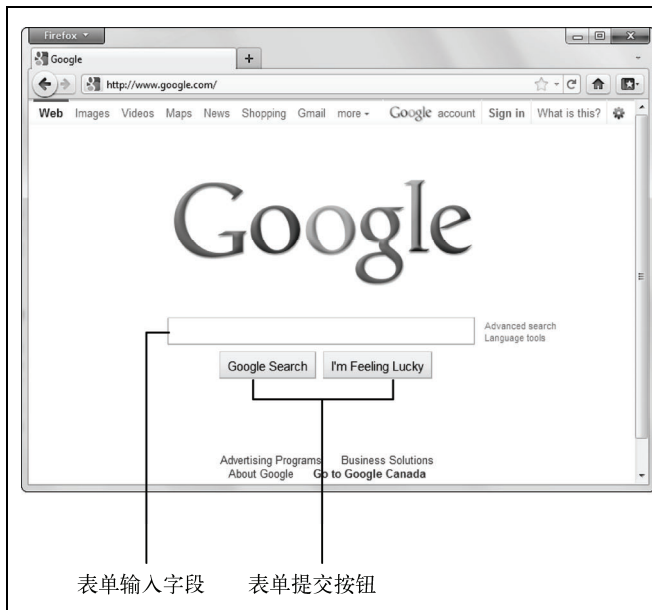 Firefox
Google
+
http://www.google.com/
Web Images Videos Maps News Shopping Gmail more Google account Sign in What is this?
Google
Advanced search
Language tools
Google Search I'm Feeling Lucky
Advertising Programs Business Solutions
About Google Go to Google Canada
表单输入字段 表单提交按钮